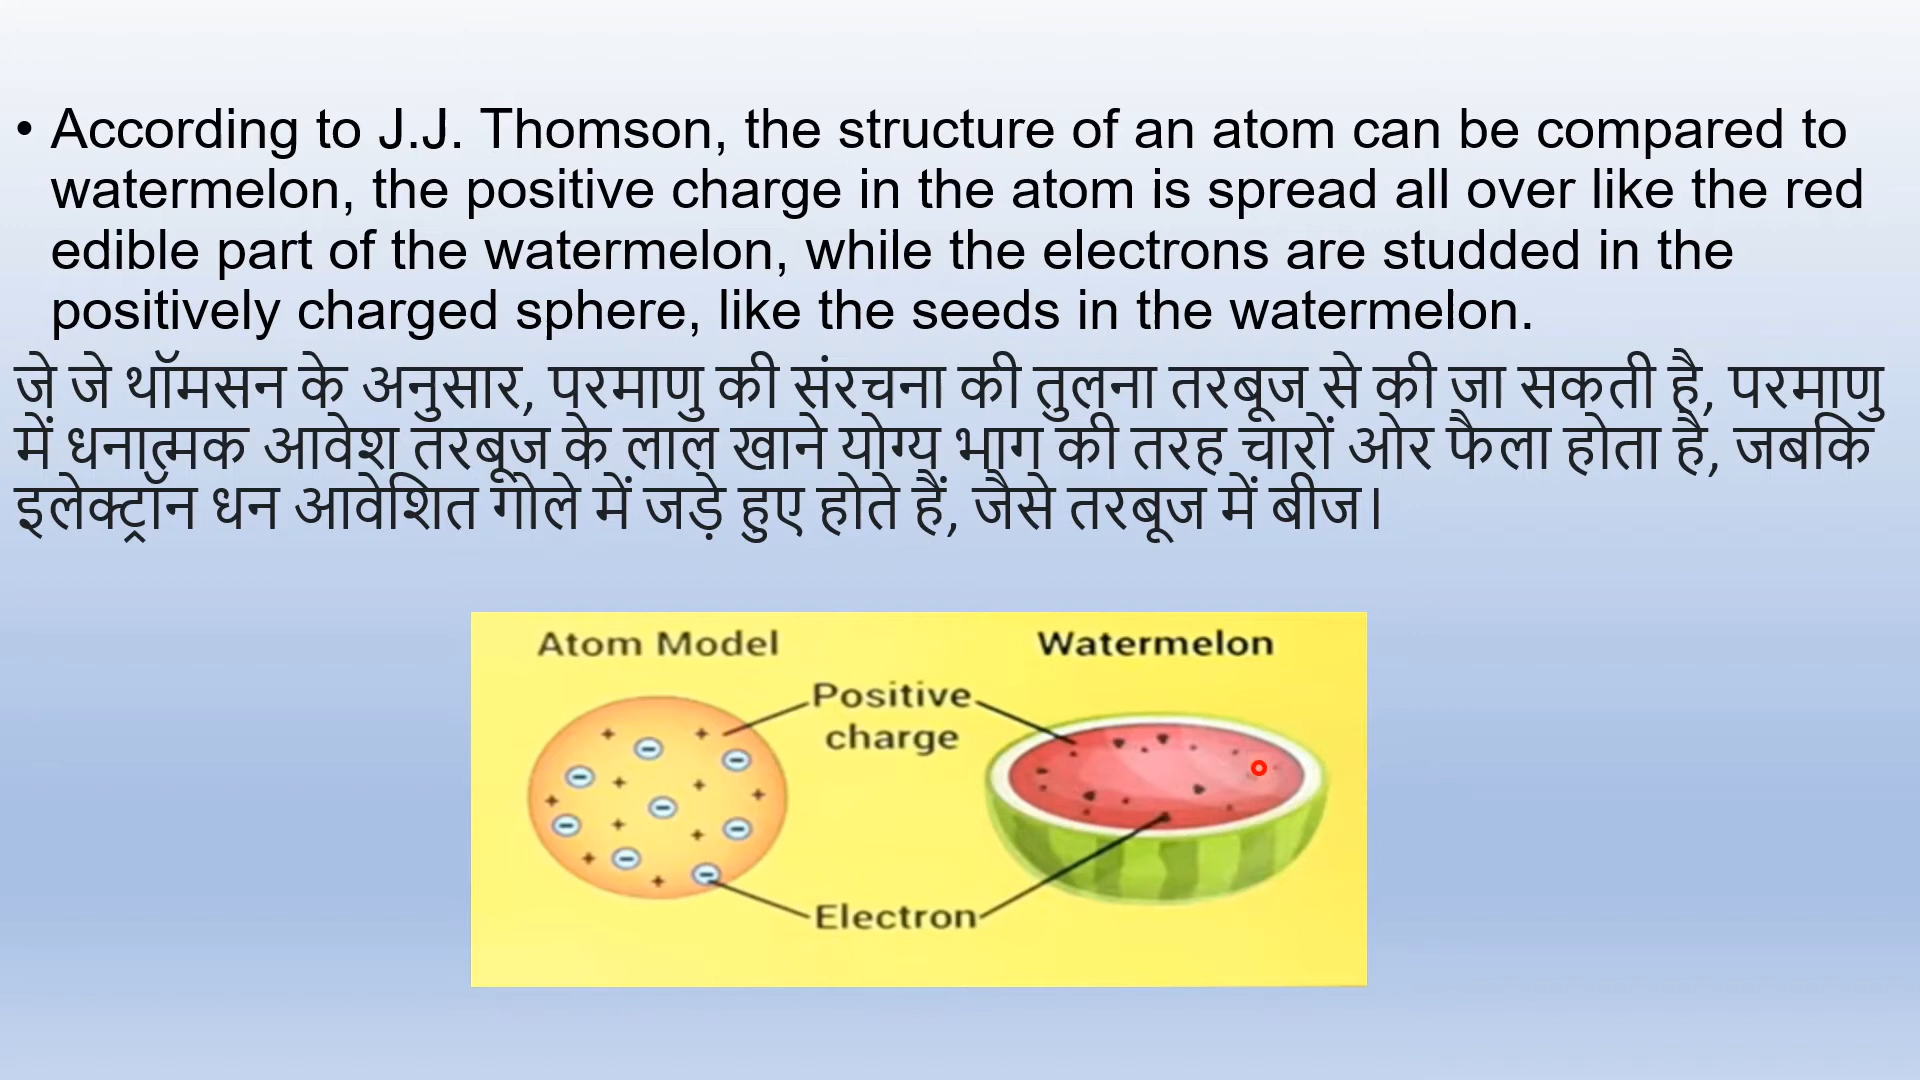 • According to J.J. Thomson, the structure of an atom can be compared to
watermelon, the positive charge in the atom is spread all over like the red
edible part of the watermelon, while the electrons are studded in the
positively charged sphere, like the seeds in the watermelon.
जे जे थॉमसन के अनुसार, परमाणु की संरचना की तुलना तरबूज से की जा सकती है, परमाणु
में धनात्मक आवेश तरबूज के लाल खाने योग्य भाग की तरह चारों ओर फैला होता है, जबकि
इलेक्ट्रॉन धन आवेशित गोले में जड़े हुए होते हैं, जैसे तरबूज में बीज।
Atom Model
Watermelon
Positive
charge
Electron